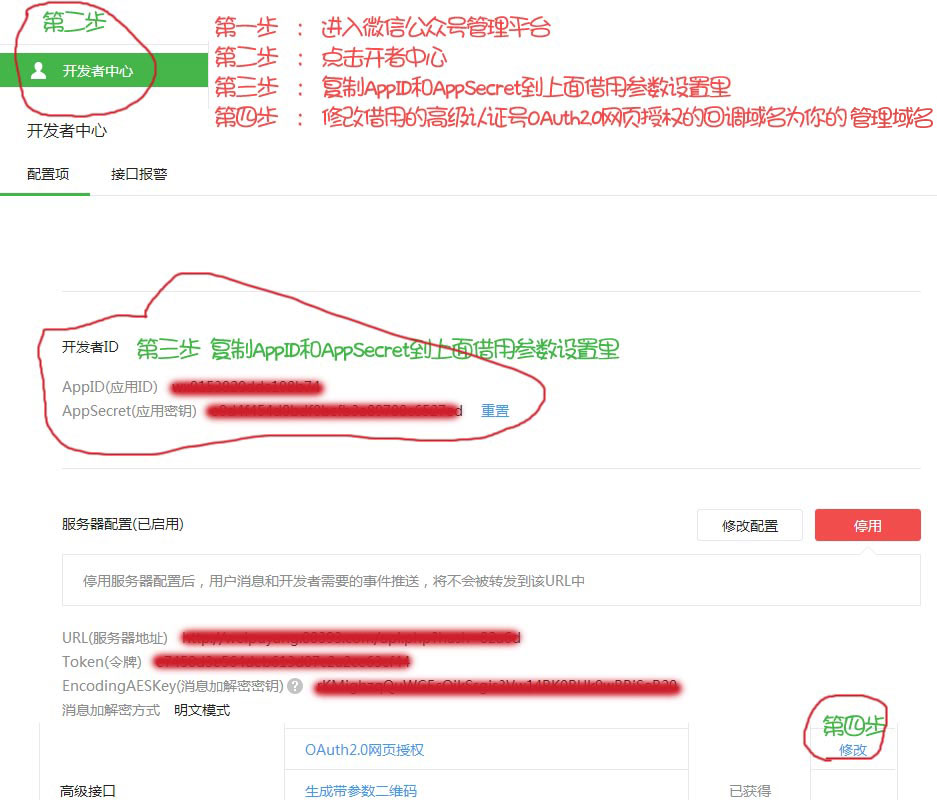 第二步
第一步 ： 进入微信公众号管理平台
第二步 ： 点击开发者中心
第三步 ： 复制AppID和AppSecret到上面借用参数设置里
第四步 ： 修改借用的高级认证号OAuth2.0网页授权的回调域名为你的 管理域名
开发者中心
开发者中心
配置项 接口报警
开发者ID 第三步 复制AppID和AppSecret到上面借用参数设置里
AppID(应用ID)
AppSecret(应用密钥) 重置
服务器配置(已启用) 修改配置 停用
停用服务器配置后，用户消息和开发者需要的事件推送，将不会被转发到该URL中
URL(服务器地址)
Token(令牌)
EncodingAESKey(消息加解密密钥) ?
消息加解密方式 明文模式
第四步
OAuth2.0网页授权 修改
高级接口 生成带参数二维码 已获得